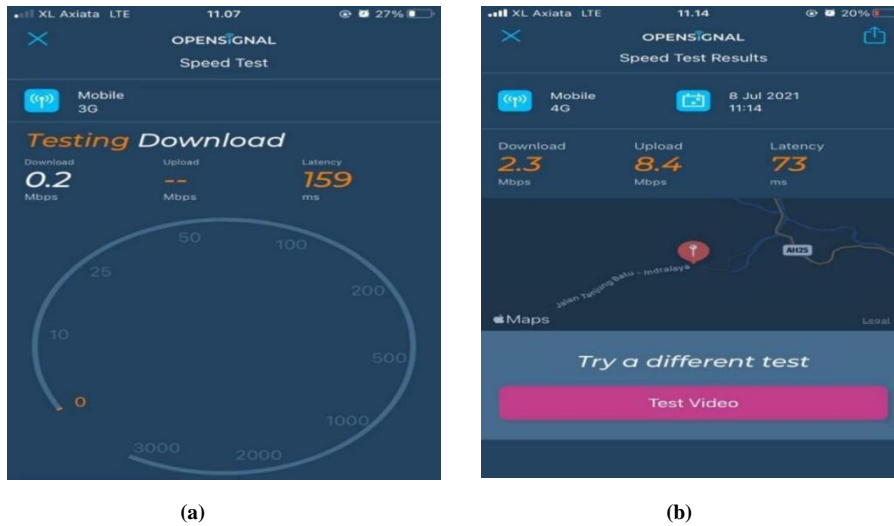 XL Axiata LTE 11.07 27%
OPENSIGNAL
Speed Test
Mobile
3G
Testing Download
Download Upload Latency
0.2 -- 159
Mbps Mbps ms
50
100
25
200
10
500
0
1000
3000
2000
(a)
XL Axiata LTE 11.14 20%
OPENSIGNAL
Speed Test Results
Mobile 8 Jul 2021
4G 11:14
Download Upload Latency
2.3 8.4 73
Mbps Mbps ms
AH25
Jalan Tanjung Batu - Indralaya
Maps Legal
Try a different test
Test Video
(b)